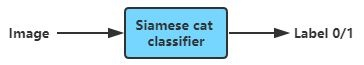 Image
Siamese cat
classifier
Label 0/1